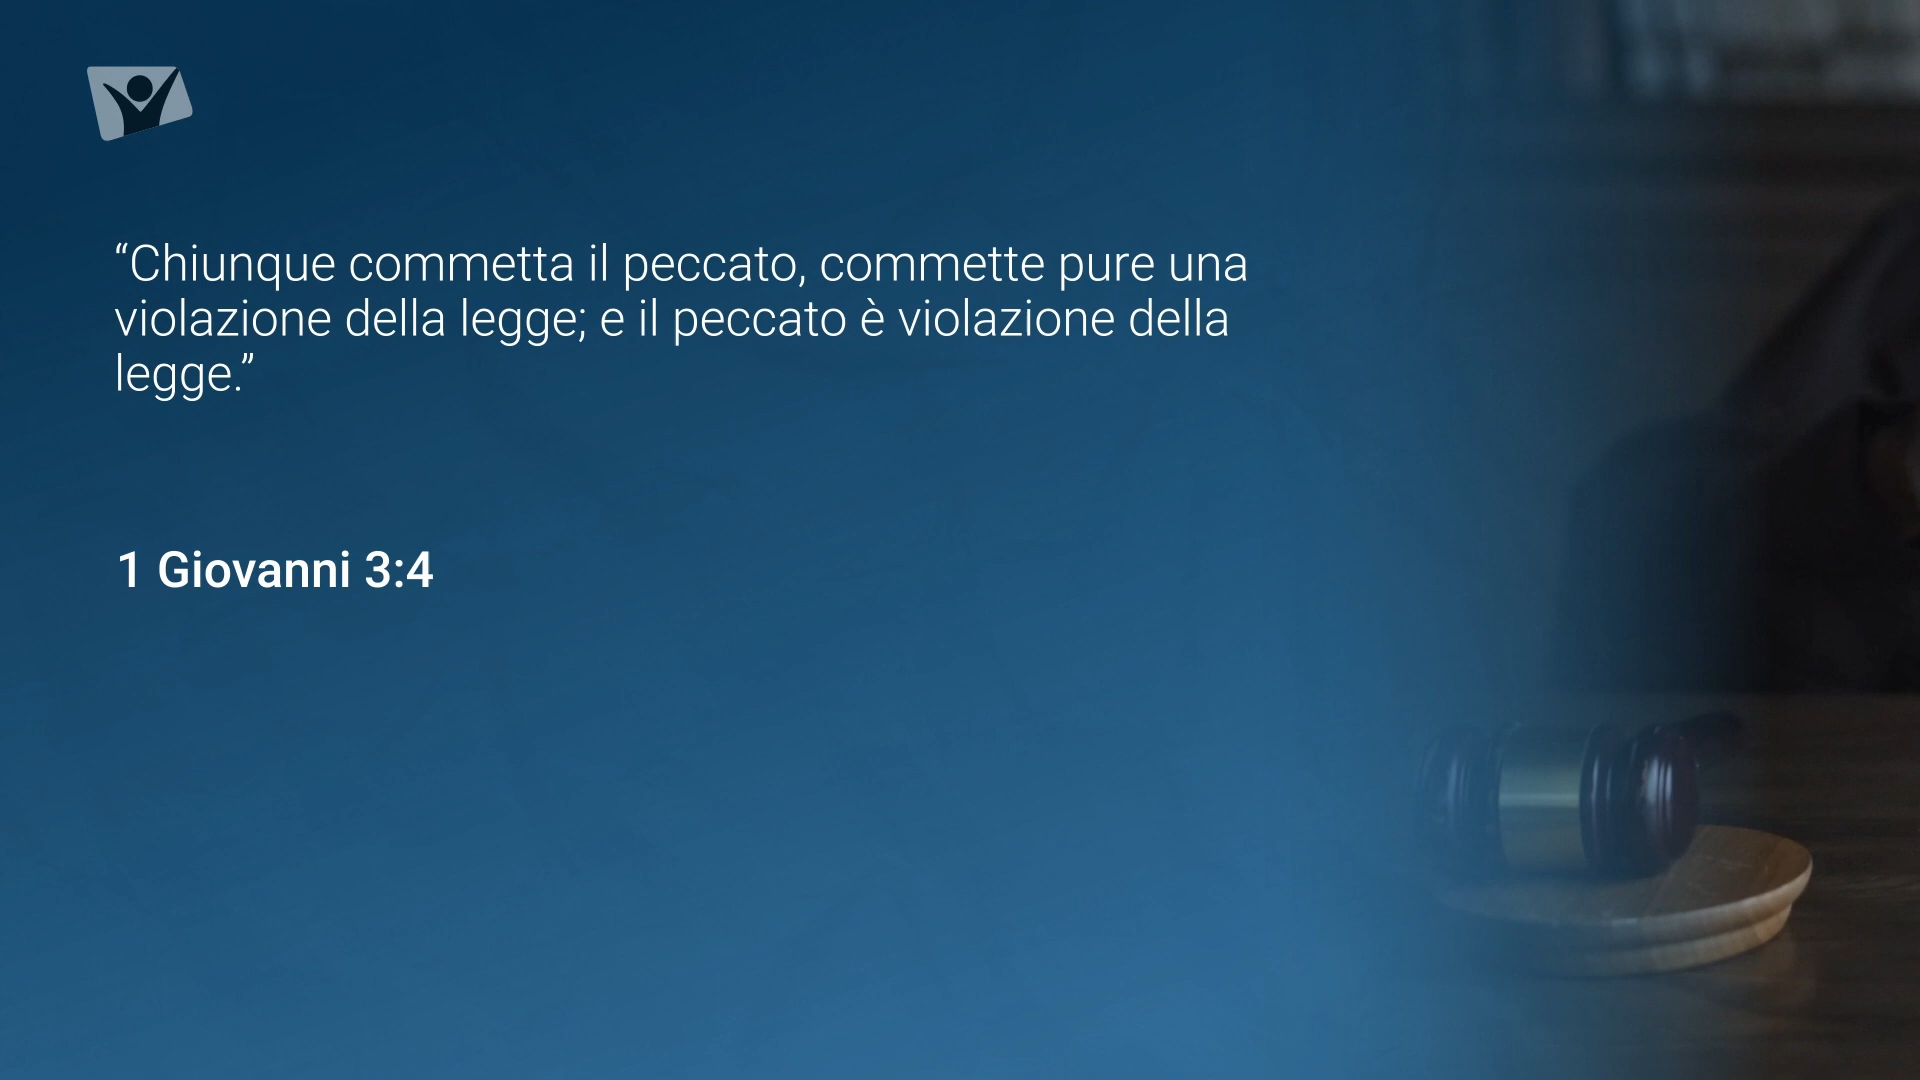 “Chiunque commetta il peccato, commette pure una
violazione della legge; e il peccato è violazione della
legge.”
1 Giovanni 3:4